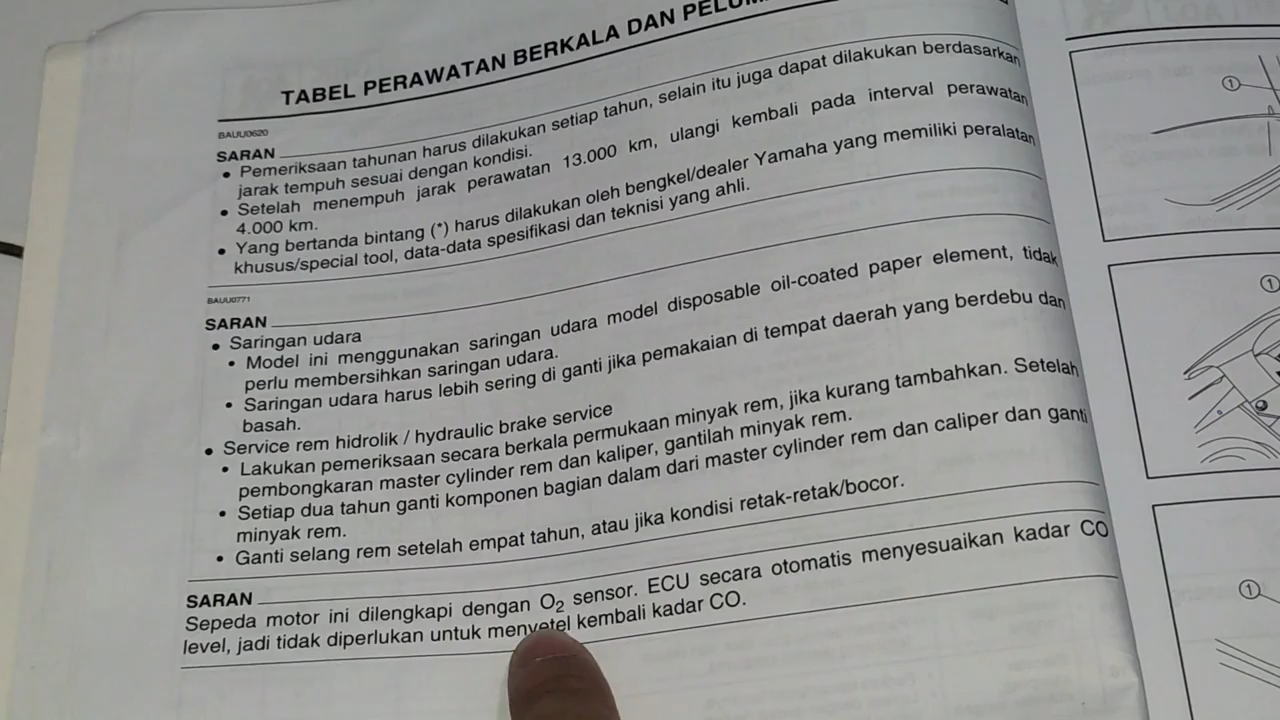 TABEL PERAWATAN BERKALA DAN
BAUU0620
SARAN
• Pemeriksaan tahunan harus dilakukan setiap tahun, selain itu juga dapat dilakukan berdasarkan
jarak tempuh sesuai dengan kondisi.
• Setelah menempuh jarak perawatan 13.000 km, ulangi kembali pada interval perawatan
4.000 km.
• Yang bertanda bintang (*) harus dilakukan oleh bengkel/dealer Yamaha yang memiliki peralatan
khusus/special tool, data-data spesifikasi dan teknisi yang ahli.
BAUU0771
SARAN
• Saringan udara
• Model ini menggunakan saringan udara model disposable oil-coated paper element, tidak
perlu membersihkan saringan udara.
• Saringan udara harus lebih sering di ganti jika pemakaian di tempat daerah yang berdebu dan
basah.
• Service rem hidrolik / hydraulic brake service
• Lakukan pemeriksaan secara berkala permukaan minyak rem, jika kurang tambahkan. Setelah
pembongkaran master cylinder rem dan kaliper, gantilah minyak rem.
• Setiap dua tahun ganti komponen bagian dalam dari master cylinder rem dan caliper dan ganti
minyak rem.
• Ganti selang rem setelah empat tahun, atau jika kondisi retak-retak/bocor.
SARAN
Sepeda motor ini dilengkapi dengan O₂ sensor. ECU secara otomatis menyesuaikan kadar CO
level, jadi tidak diperlukan untuk menyetel kembali kadar CO.
①
①
①